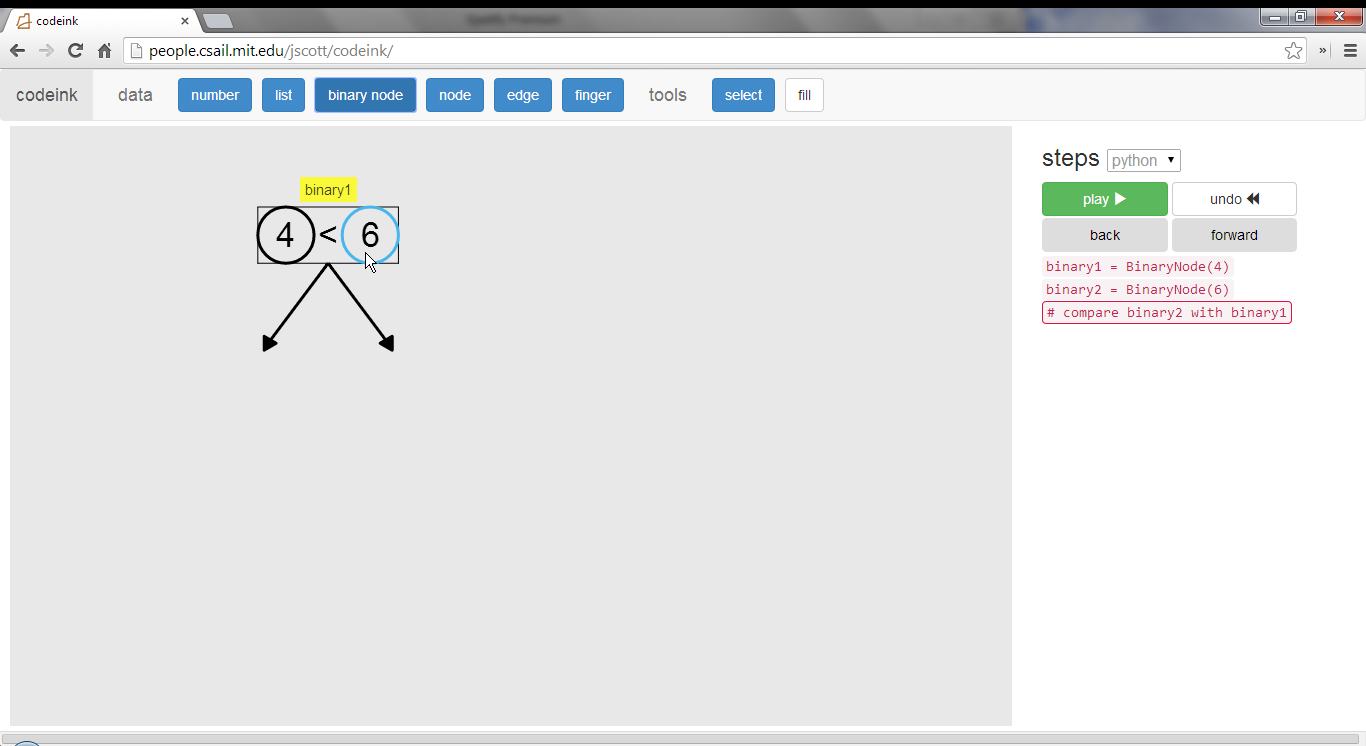 codeink
people.csail.mit.edu/jscott/codeink/
codeink data number list binary node node edge finger tools select fill
binary1
4 < 6
steps python
play undo
back forward
binary1 = BinaryNode(4)
binary2 = BinaryNode(6)
# compare binary2 with binary1